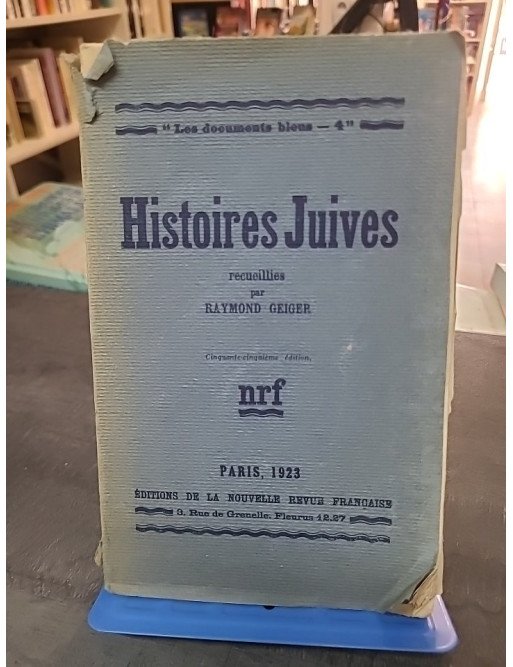 "Les documents bleus — 4"
Histoires Juives
recueillies
par
RAYMOND GEIGER
Cinquante-cinquième édition.
nrf
PARIS, 1923
ÉDITIONS DE LA NOUVELLE REVUE FRANÇAISE
3, Rue de Grenelle. Fleurus 12.27